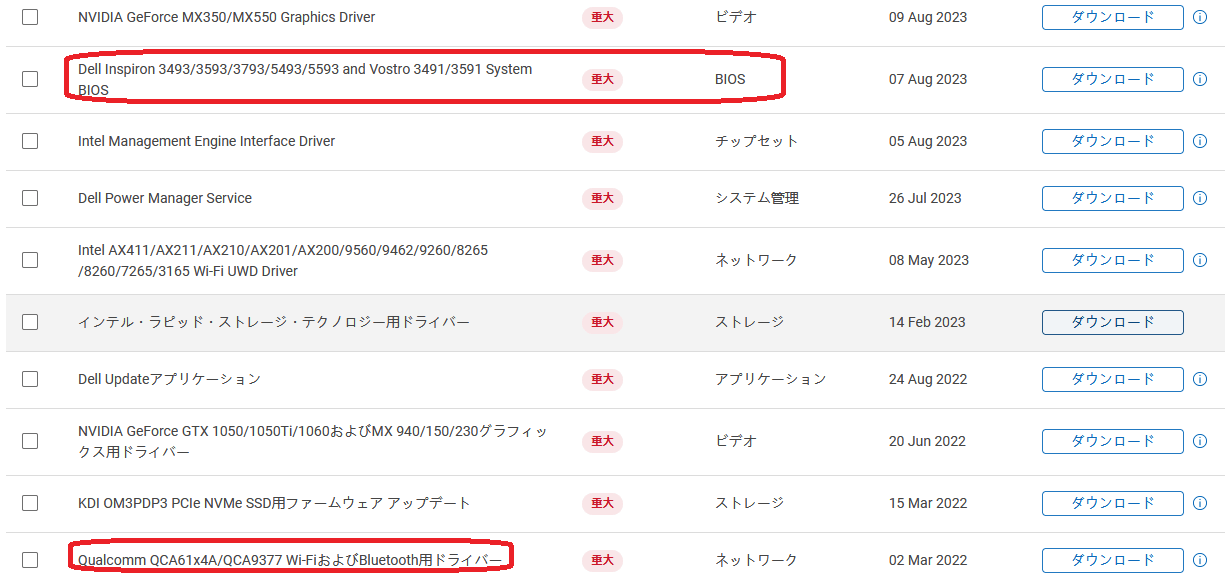 NVIDIA GeForce MX350/MX550 Graphics Driver 重大 ビデオ 09 Aug 2023 ダウンロード
Dell Inspiron 3493/3593/3793/5493/5593 and Vostro 3491/3591 System
BIOS 重大 BIOS 07 Aug 2023 ダウンロード
Intel Management Engine Interface Driver 重大 チップセット 05 Aug 2023 ダウンロード
Dell Power Manager Service 重大 システム管理 26 Jul 2023 ダウンロード
Intel AX411/AX211/AX210/AX201/AX200/9560/9462/9260/8265
/8260/7265/3165 Wi-Fi UWD Driver 重大 ネットワーク 08 May 2023 ダウンロード
インテル・ラピッド・ストレージ・テクノロジー用ドライバー 重大 ストレージ 14 Feb 2023 ダウンロード
Dell Updateアプリケーション 重大 アプリケーション 24 Aug 2022 ダウンロード
NVIDIA GeForce GTX 1050/1050Ti/1060およびMX 940/150/230グラフィッ
クス用ドライバー 重大 ビデオ 20 Jun 2022 ダウンロード
KDI OM3PDP3 PCIe NVMe SSD用ファームウェア アップデート 重大 ストレージ 15 Mar 2022 ダウンロード
Qualcomm QCA61x4A/QCA9377 Wi-FiおよびBluetooth用ドライバー 重大 ネットワーク 02 Mar 2022 ダウンロード